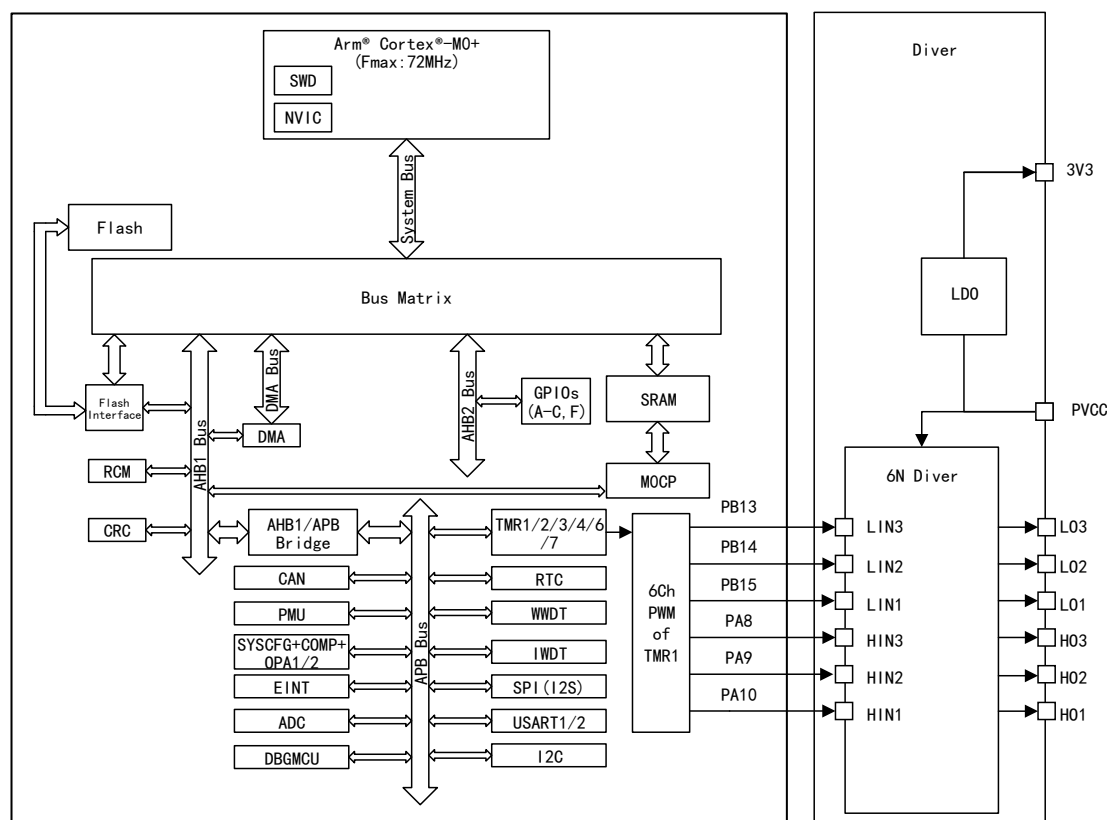 Arm® Cortex®-M0+
(Fmax:72MHz)
SWD
NVIC
System Bus
Flash
Bus Matrix
Flash
Interface
AHB1 Bus
DMA Bus
DMA
AHB2 Bus
GPIOs
(A-C,F)
SRAM
MOCP
RCM
CRC
AHB1/APB
Bridge
APB Bus
TMR1/2/3/4/6
/7
CAN
RTC
PMU
WWDT
SYSCFG+COMP+
OPA1/2
IWDT
EINT
SPI(I2S)
ADC
USART1/2
DBGMCU
I2C
6Ch
PWM
of
TMR1
PB13
PB14
PB15
PA8
PA9
PA10
Diver
3V3
LDO
PVCC
6N Diver
LIN3
LO3
LIN2
LO2
LIN1
LO1
HIN3
HO3
HIN2
HO2
HIN1
HO1